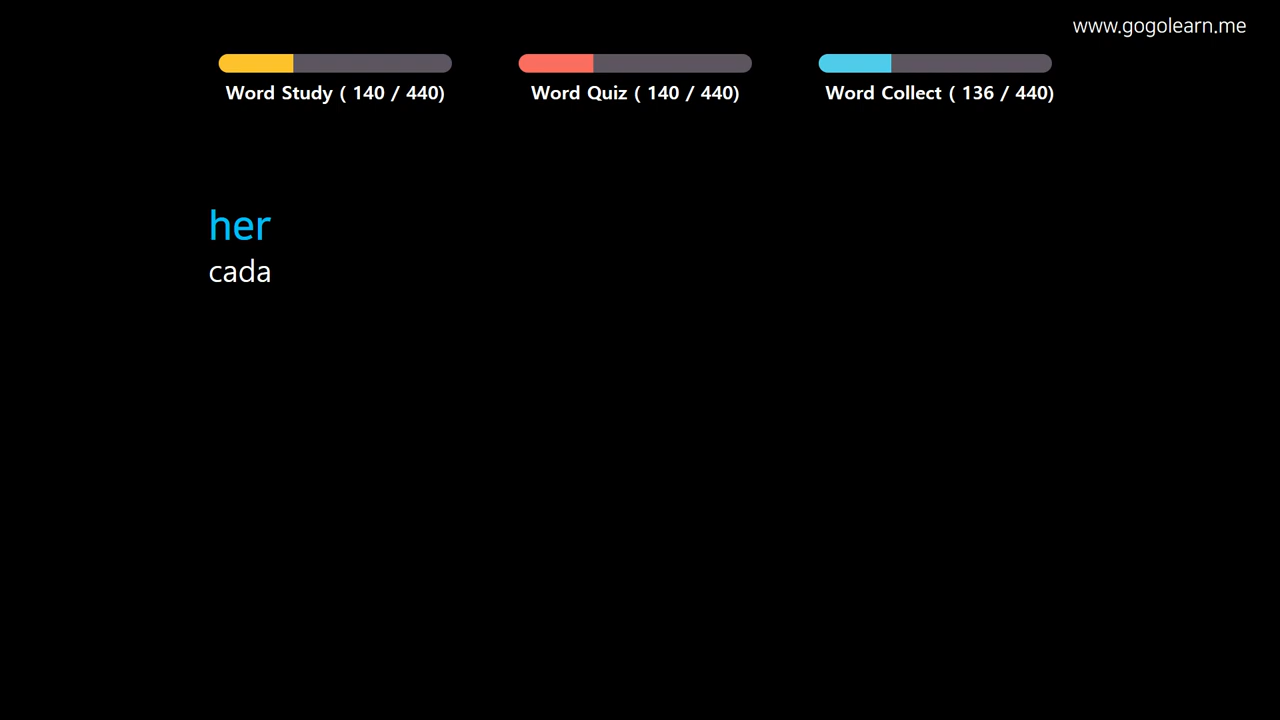 www.gogolearn.me
Word Study ( 140 / 440)
Word Quiz ( 140 / 440)
Word Collect ( 136 / 440)
her
cada